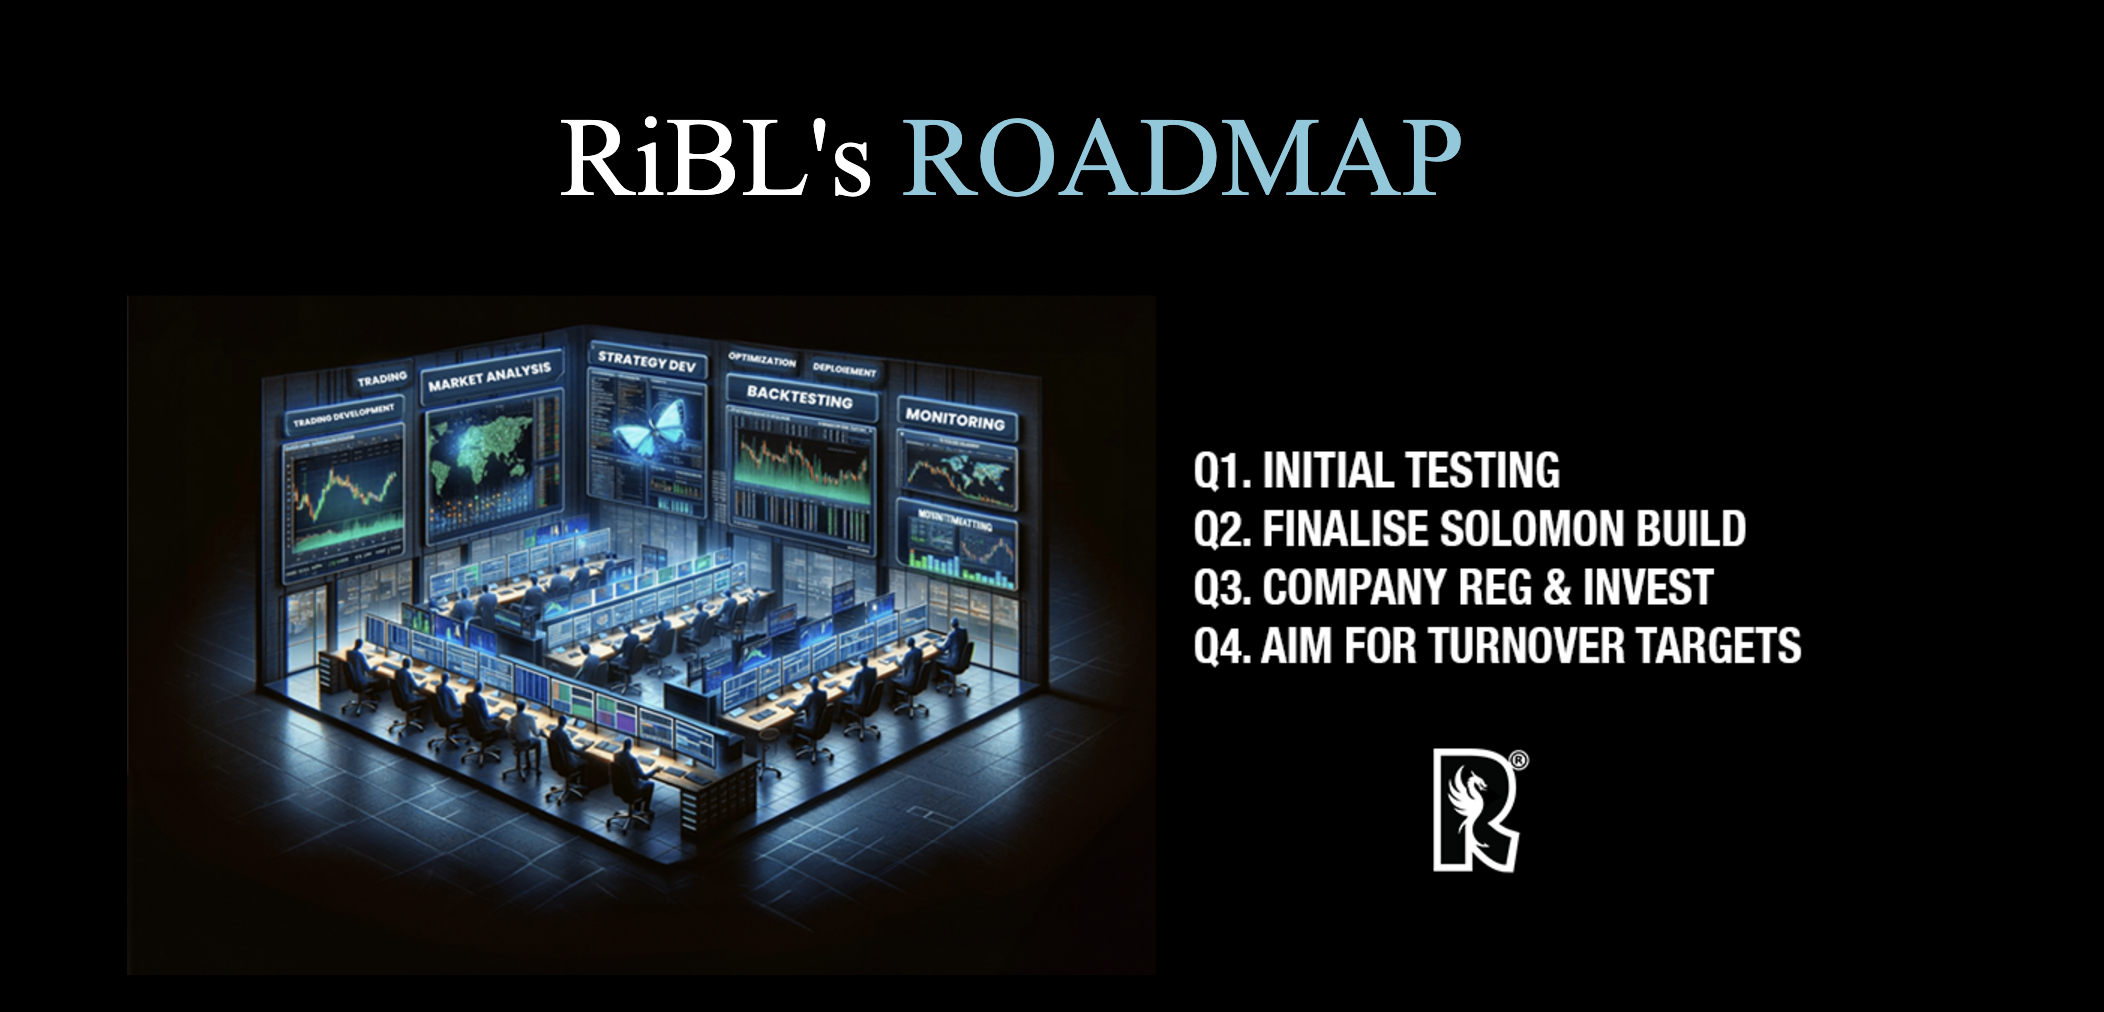 RiBL's ROADMAP
TRADING
TRADING DEVELOPMENT
MARKET ANALYSIS
STRATEGY DEV
OPTIMIZATION
DEPLOIEMENT
BACKTESTING
MONITORING
Q1. INITIAL TESTING
Q2. FINALISE SOLOMON BUILD
Q3. COMPANY REG & INVEST
Q4. AIM FOR TURNOVER TARGETS
R®